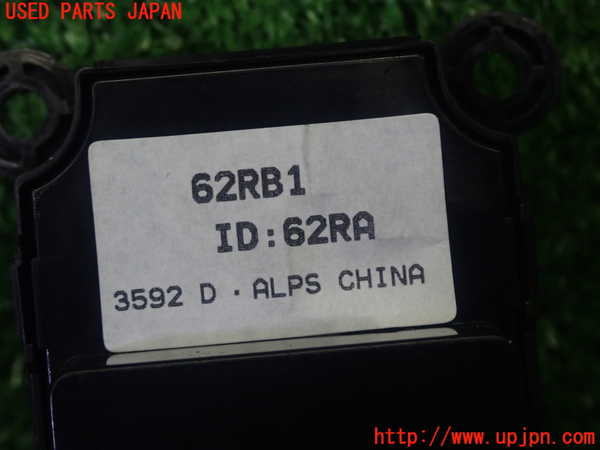 USED PARTS JAPAN
62RB1
ID:62RA
3592 D · ALPS CHINA
http://www.upjpn.com/